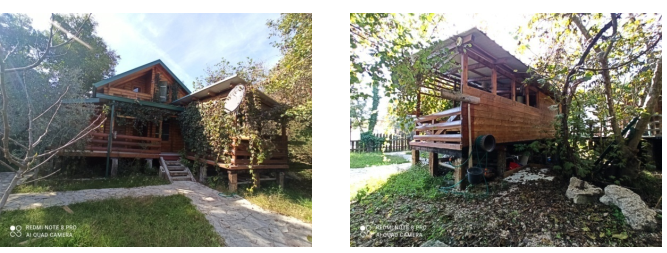 REDMI NOTE 8 PRO
AI QUAD CAMERA
REDMI NOTE 8 PRO
AI QUAD CAMERA